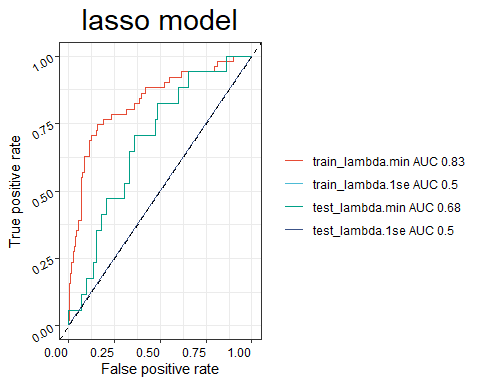 lasso model
True positive rate
1.00
0.75
0.50
0.25
0.00
0.00 0.25 0.50 0.75 1.00
False positive rate
train_lambda.min AUC 0.83
train_lambda.1se AUC 0.5
test_lambda.min AUC 0.68
test_lambda.1se AUC 0.5